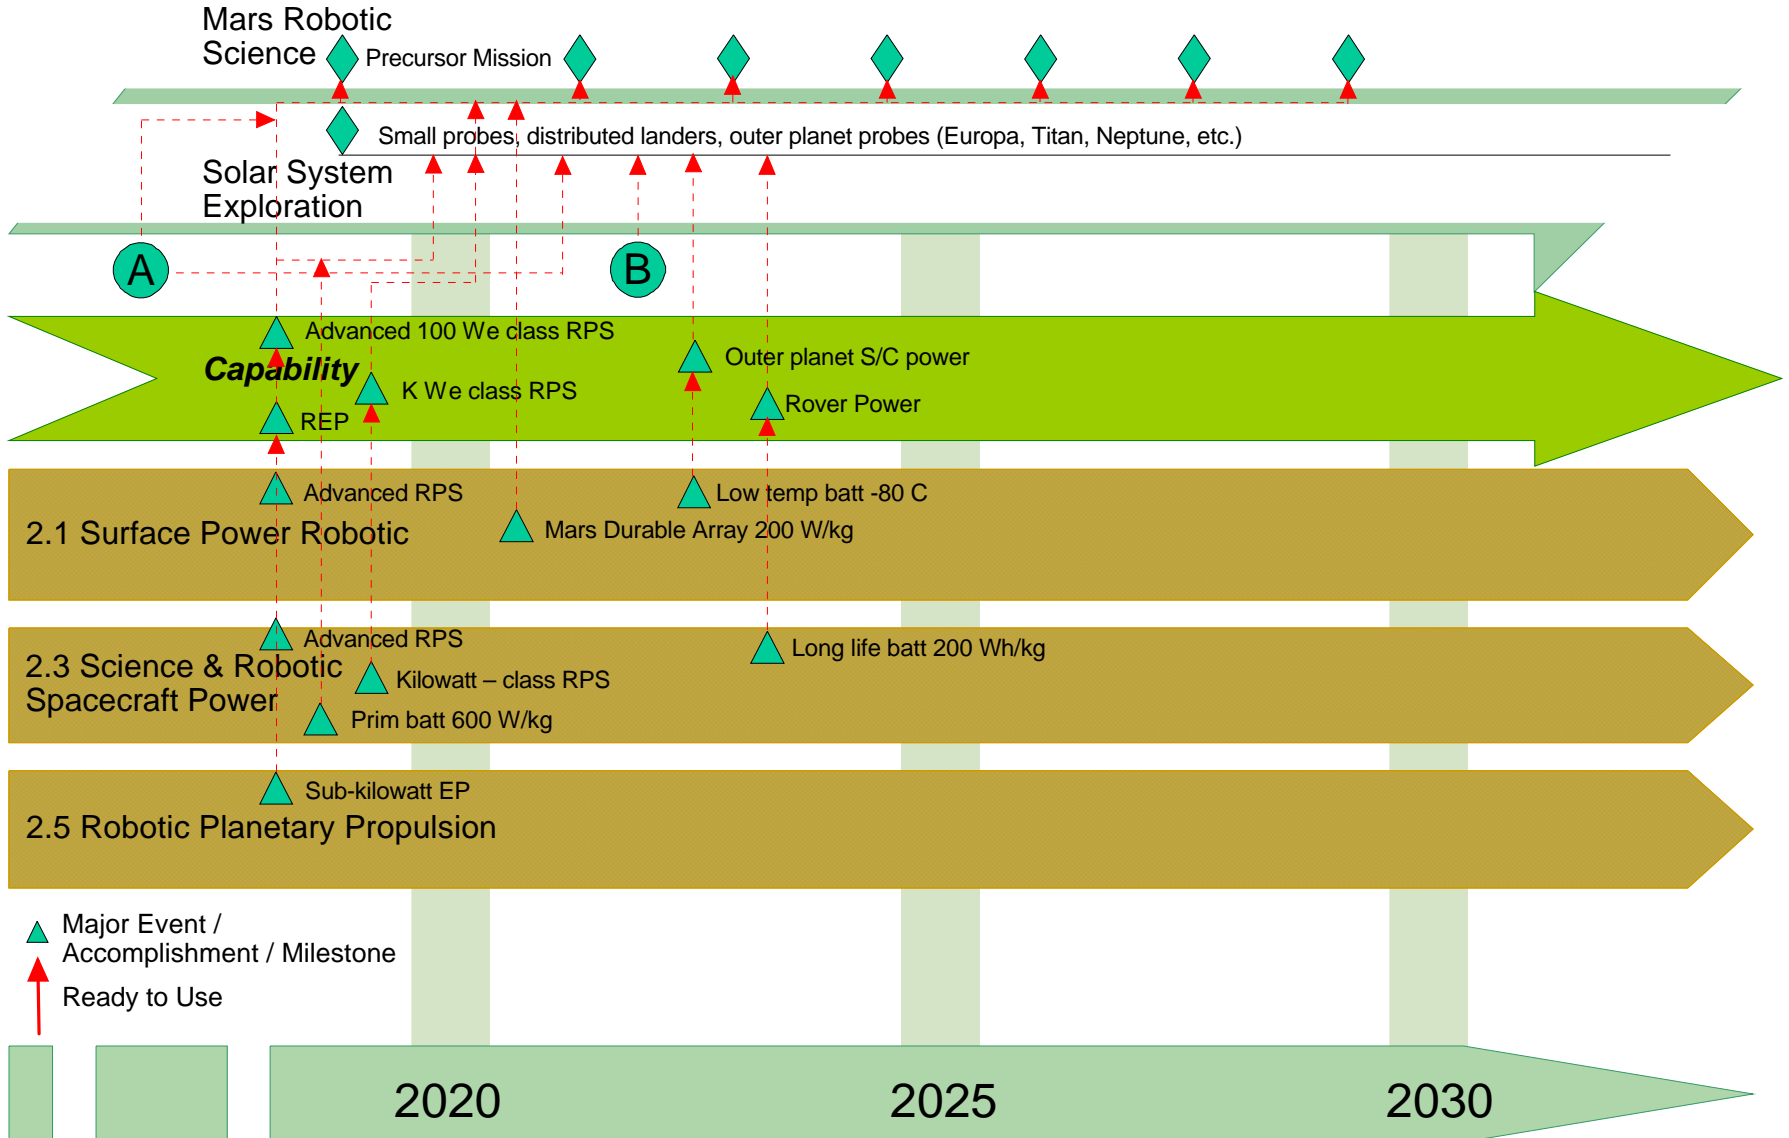 Mars Robotic
Science
Precursor Mission
Small probes, distributed landers, outer planet probes (Europa, Titan, Neptune, etc.)
Solar System
Exploration
A
B
Advanced 100 We class RPS
Capability
Outer planet S/C power
K We class RPS
Rover Power
REP
Advanced RPS
Low temp batt -80 C
2.1 Surface Power Robotic
Mars Durable Array 200 W/kg
Advanced RPS
Long life batt 200 Wh/kg
2.3 Science & Robotic
Spacecraft Power
Kilowatt – class RPS
Prim batt 600 W/kg
Sub-kilowatt EP
2.5 Robotic Planetary Propulsion
Major Event /
Accomplishment / Milestone
Ready to Use
2020
2025
2030